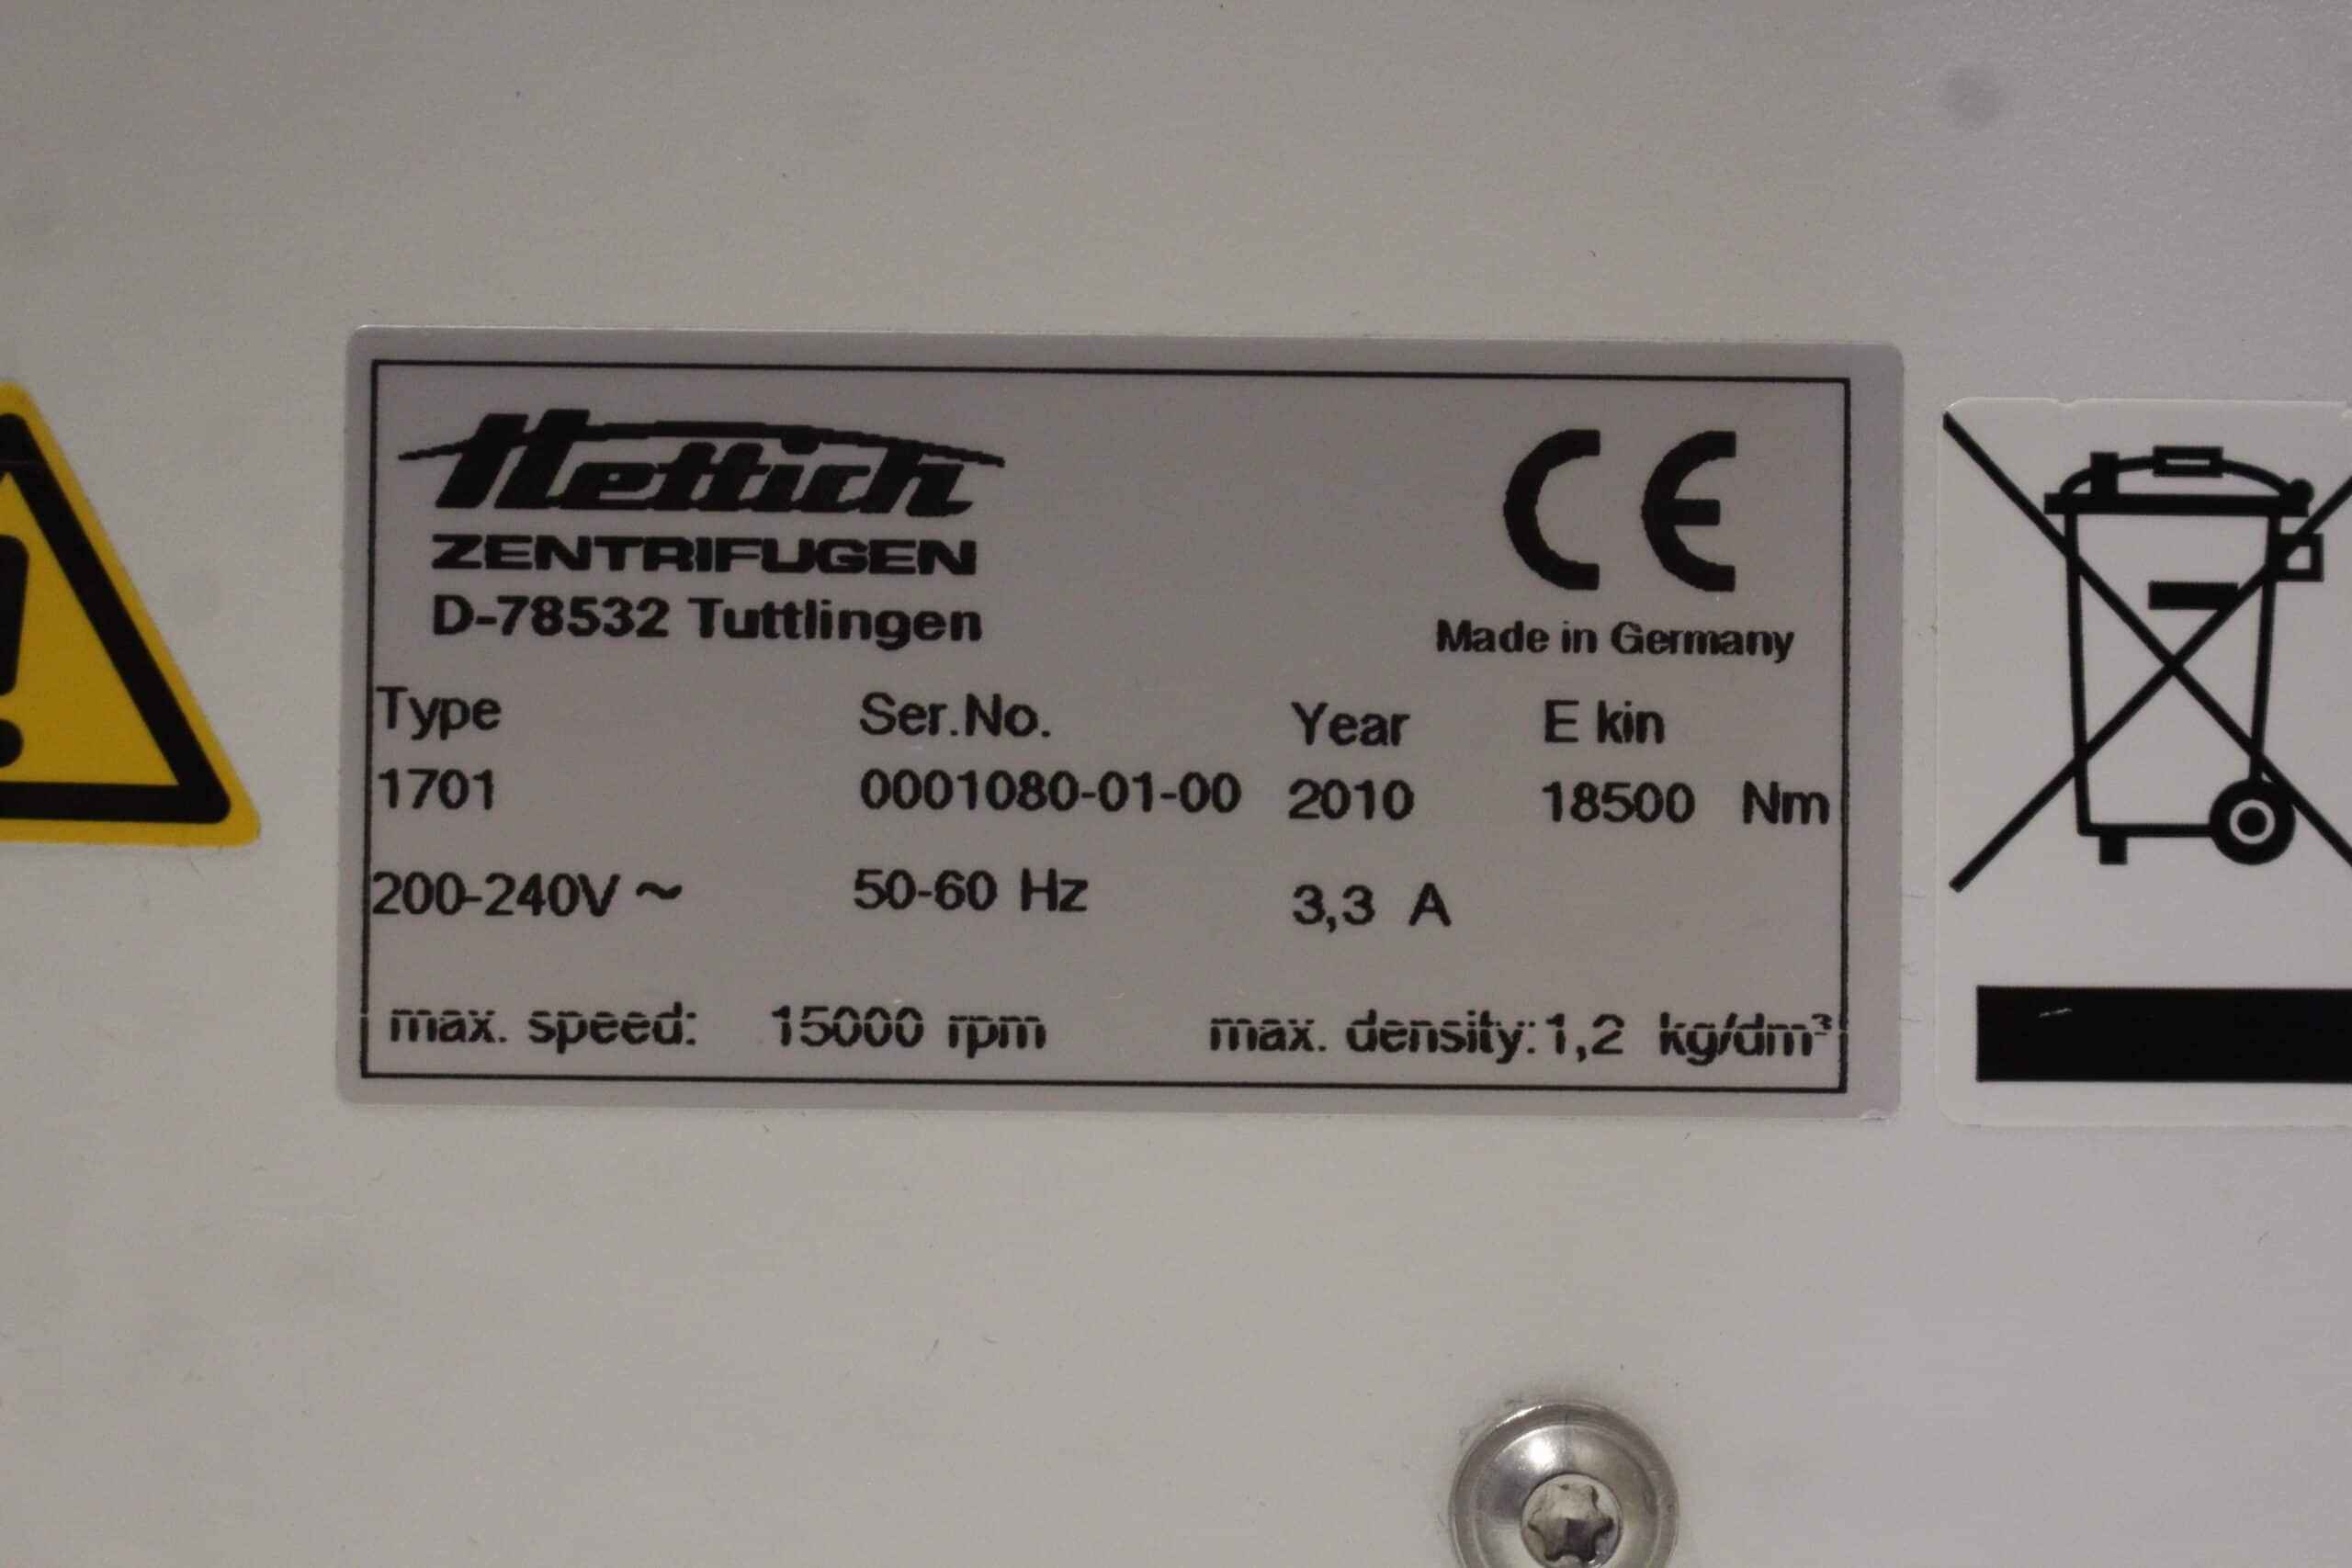 Hettich
ZENTRIFUGEN
D-78532 Tuttlingen
CE
Made in Germany
Type Ser.No. Year E kin
1701 0001080-01-00 2010 18500 Nm
200-240V ~ 50-60 Hz 3,3 A
max. speed: 15000 rpm max. density: 1,2 kg/dm³